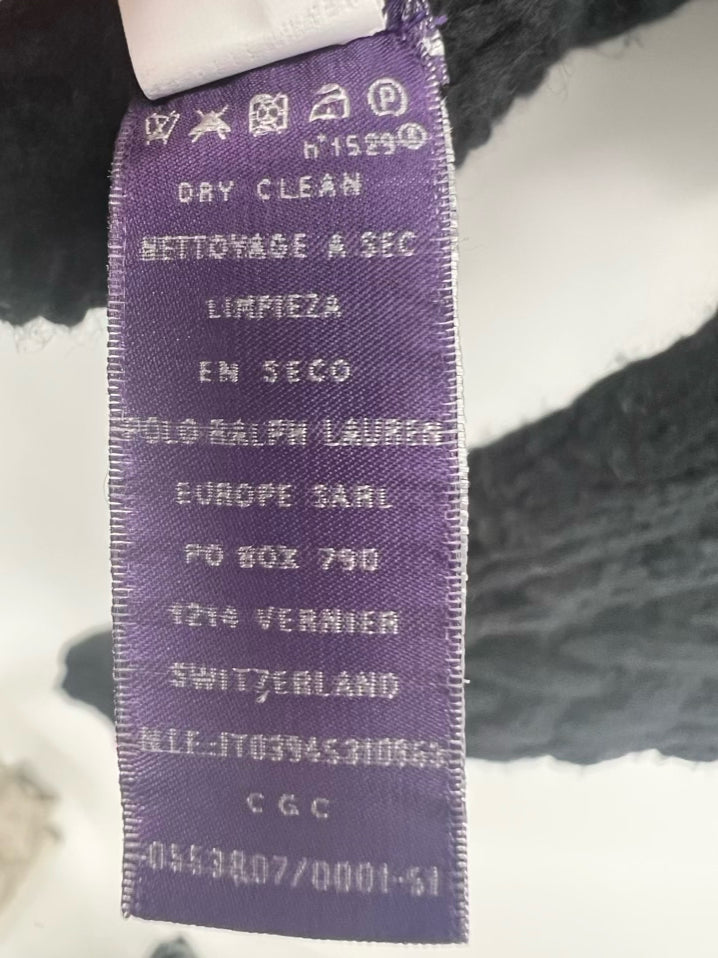 P
n°1529®
DRY CLEAN
NETTOYAGE A SEC
LIMPIEZA
EN SECO
POLO RALPH LAUREN
EUROPE SARL
PO BOX 790
1214 VERNIER
SWITZERLAND
N.I.F.:
CGC